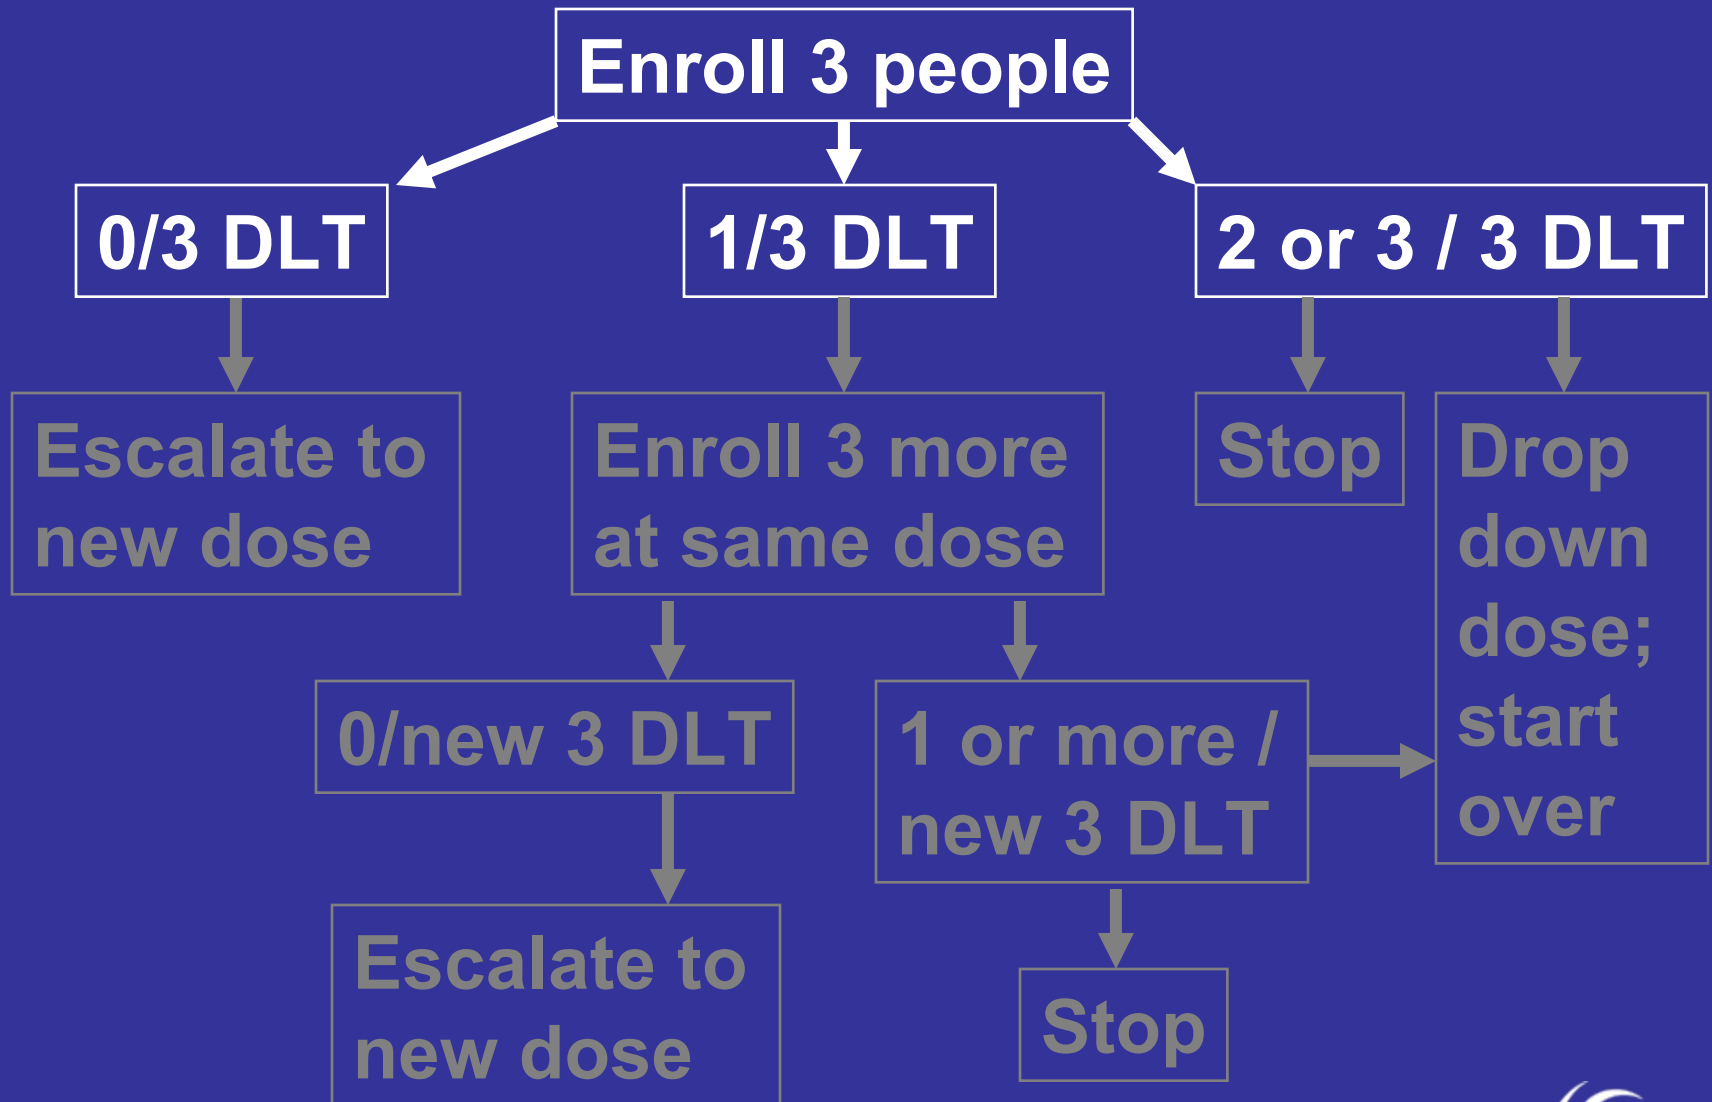 Enroll 3 people
0/3 DLT
1/3 DLT
2 or 3 / 3 DLT
Escalate to
new dose
Enroll 3 more
at same dose
Stop
Drop
down
dose;
start
over
0/new 3 DLT
1 or more /
new 3 DLT
Escalate to
new dose
Stop